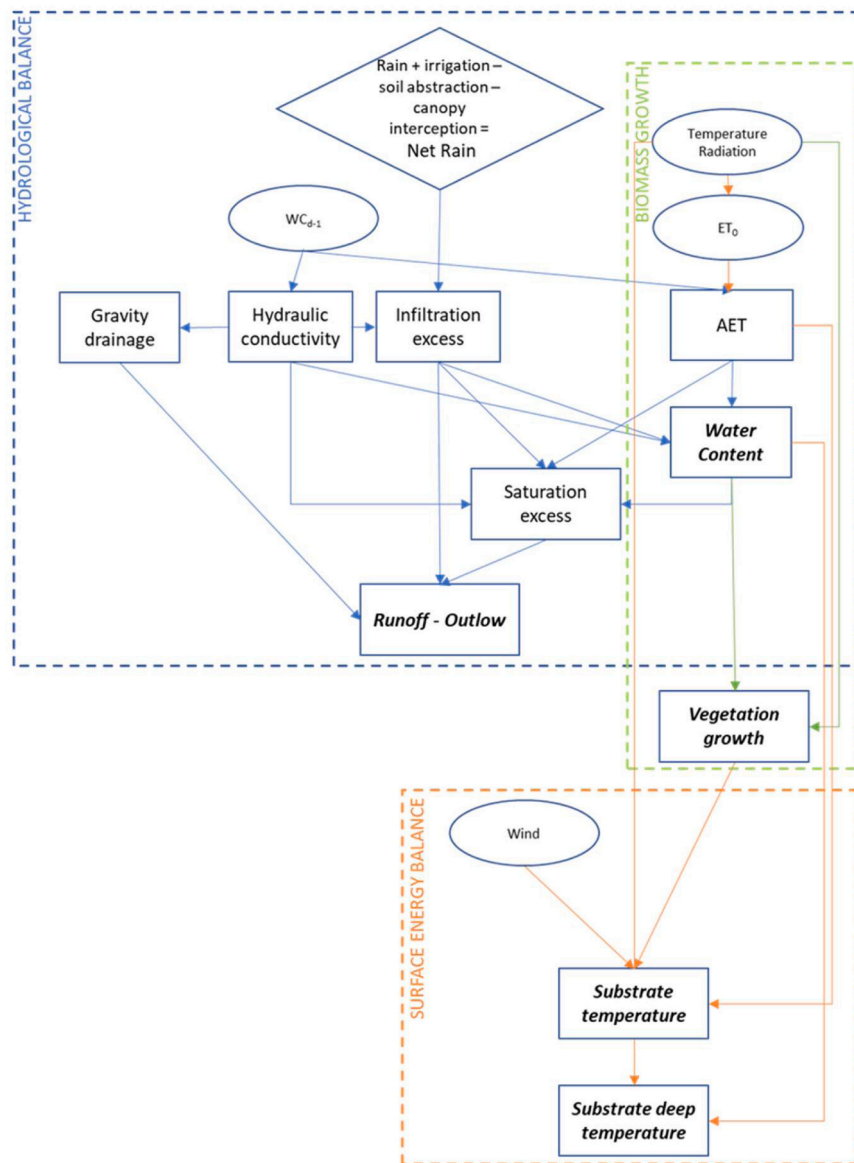 HYDROLOGICAL BALANCE
Rain + irrigation –
soil abstraction –
canopy
interception =
Net Rain
BIOMASS GROWTH
Temperature
Radiation
WCd-1
ET0
Gravity
drainage
Hydraulic
conductivity
Infiltration
excess
AET
Water
Content
Saturation
excess
Runoff - Outlow
Vegetation
growth
SURFACE ENERGY BALANCE
Wind
Substrate
temperature
Substrate deep
temperature